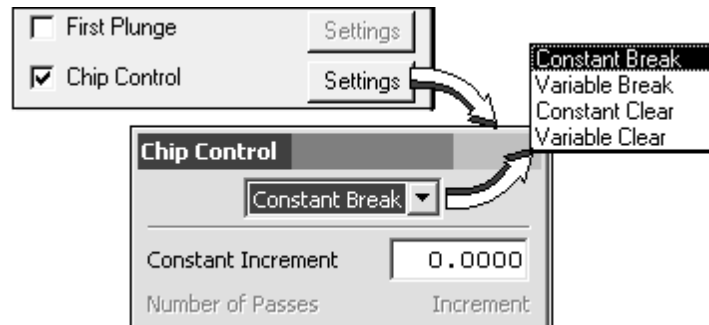 First Plunge Settings
Chip Control Settings
Constant Break
Variable Break
Constant Clear
Variable Clear
Chip Control
Constant Break
Constant Increment 0.0000
Number of Passes Increment